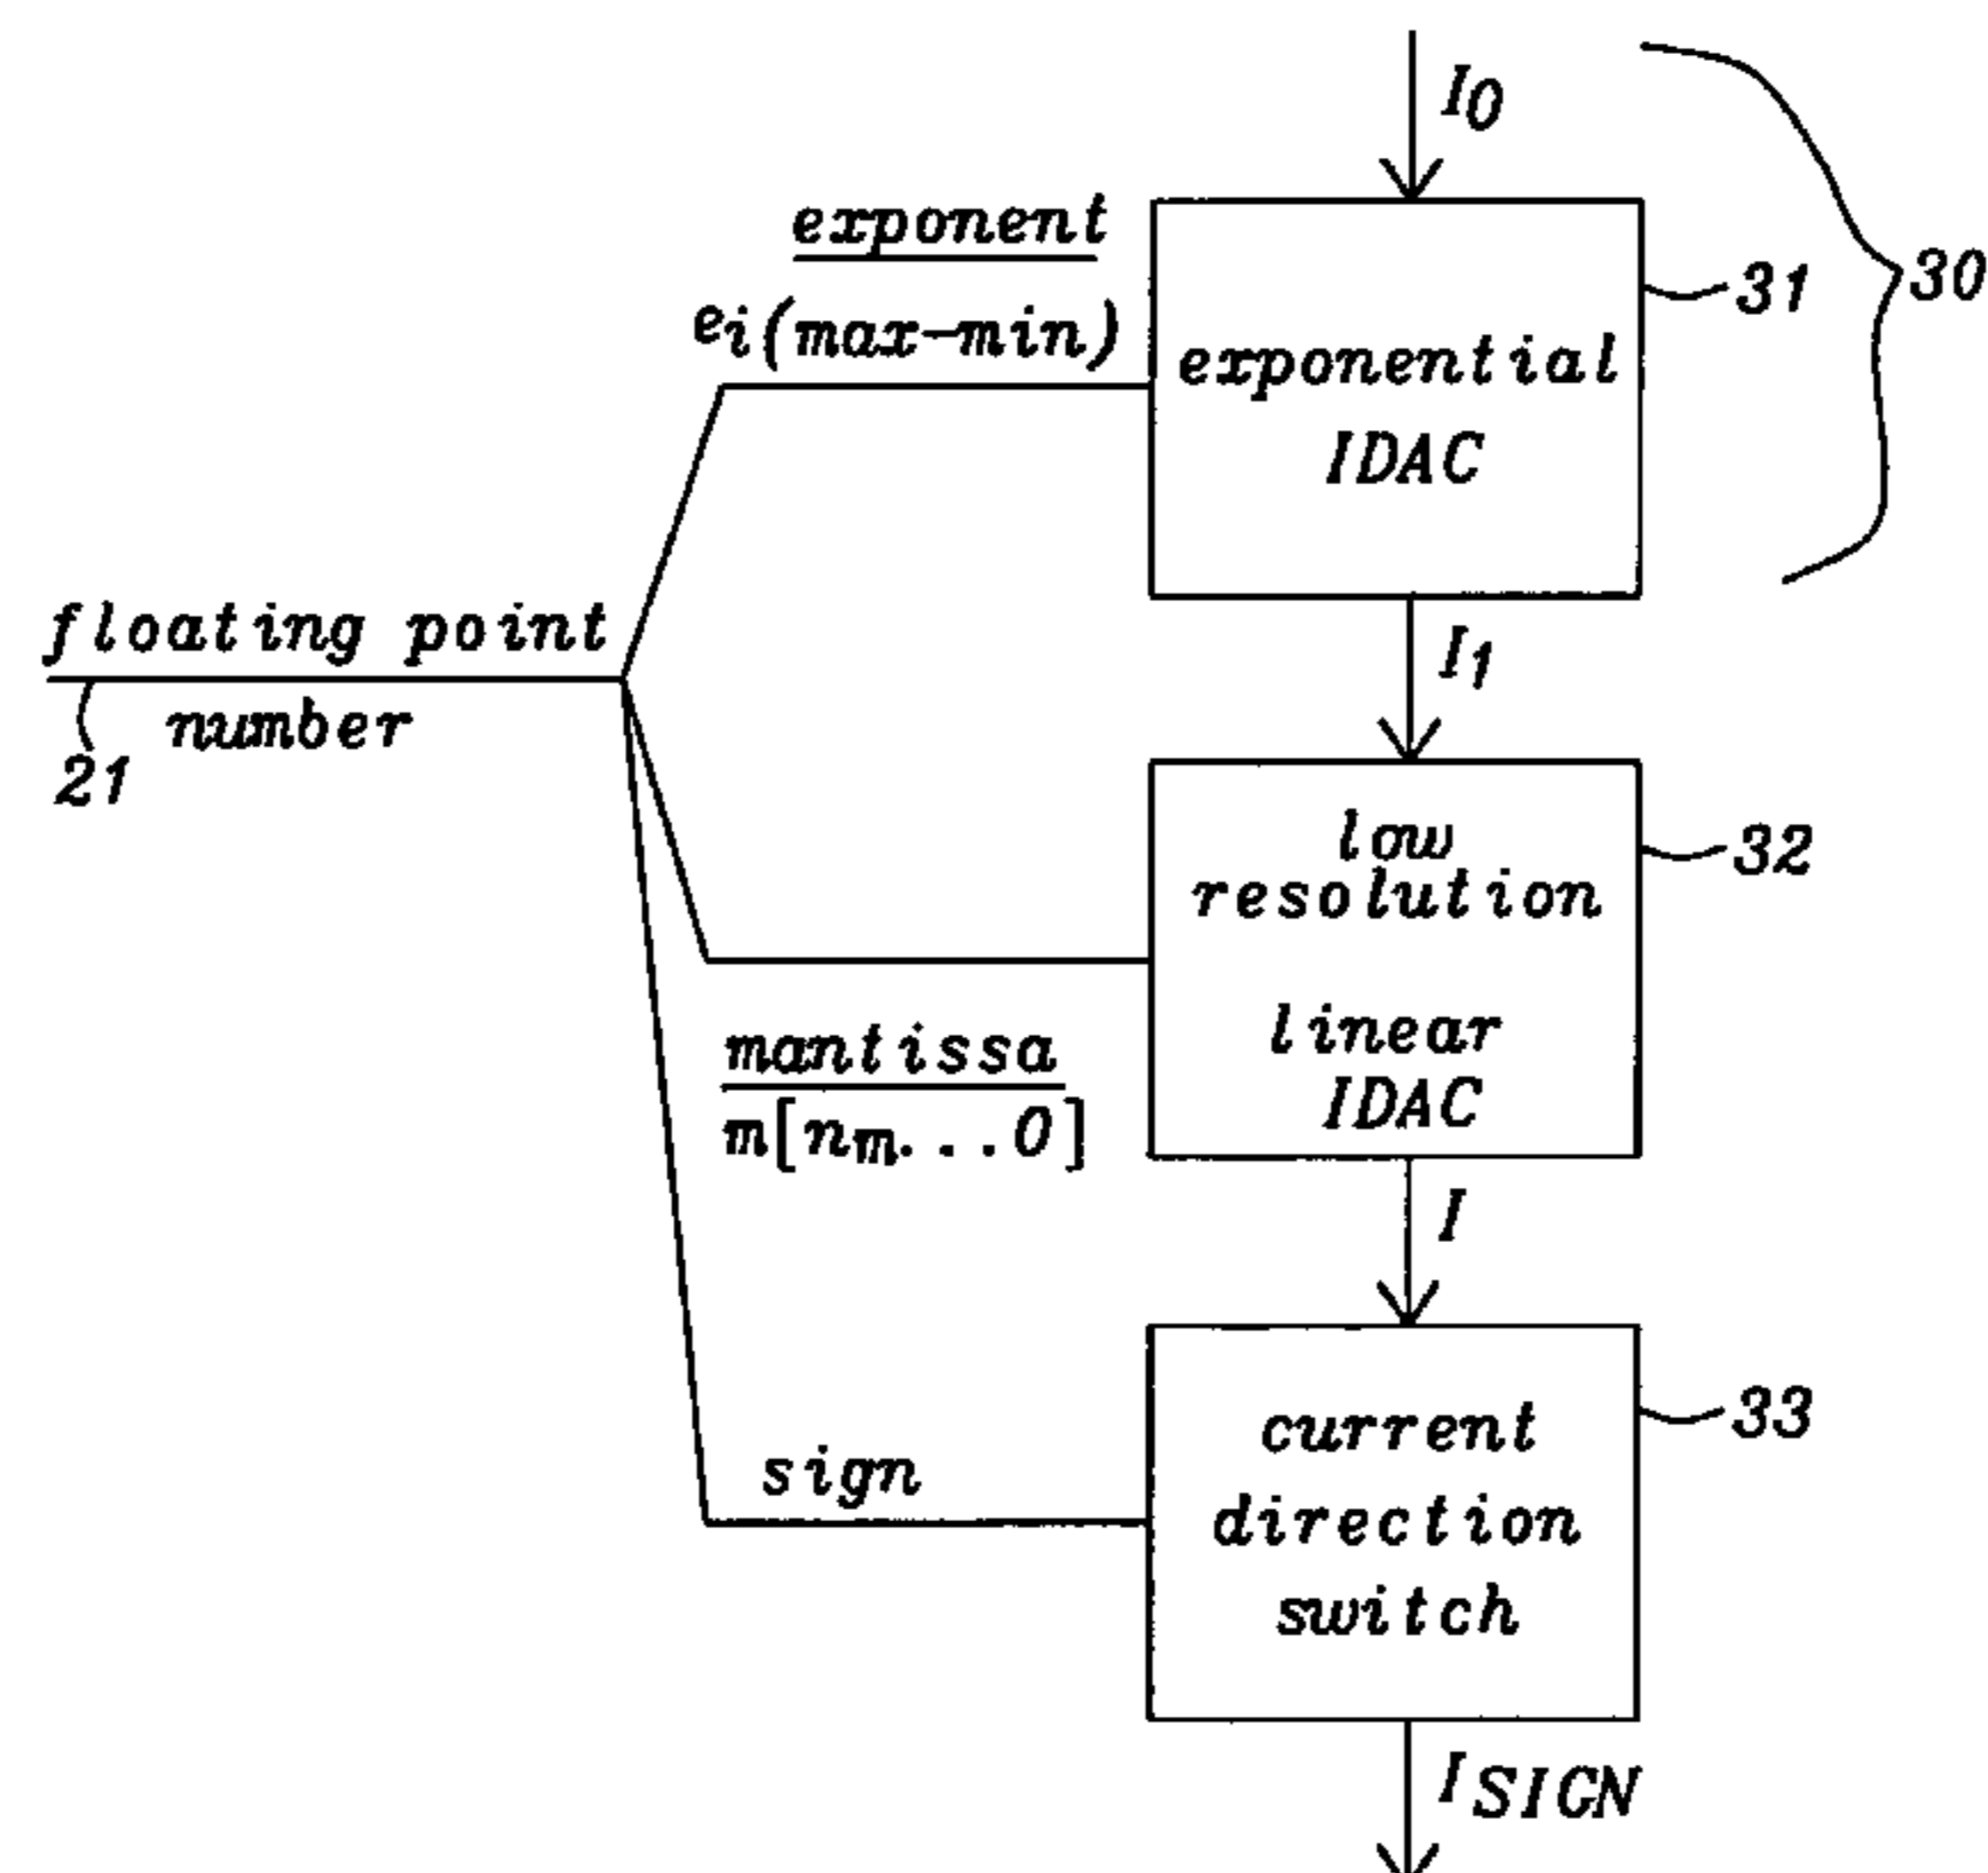 I0
exponent
ei(max-min)
31
30
exponential
IDAC
floating point
number
21
I1
low
resolution
linear
IDAC
32
mantissa
m[nm...0]
I
sign
current
direction
switch
33
ISIGN